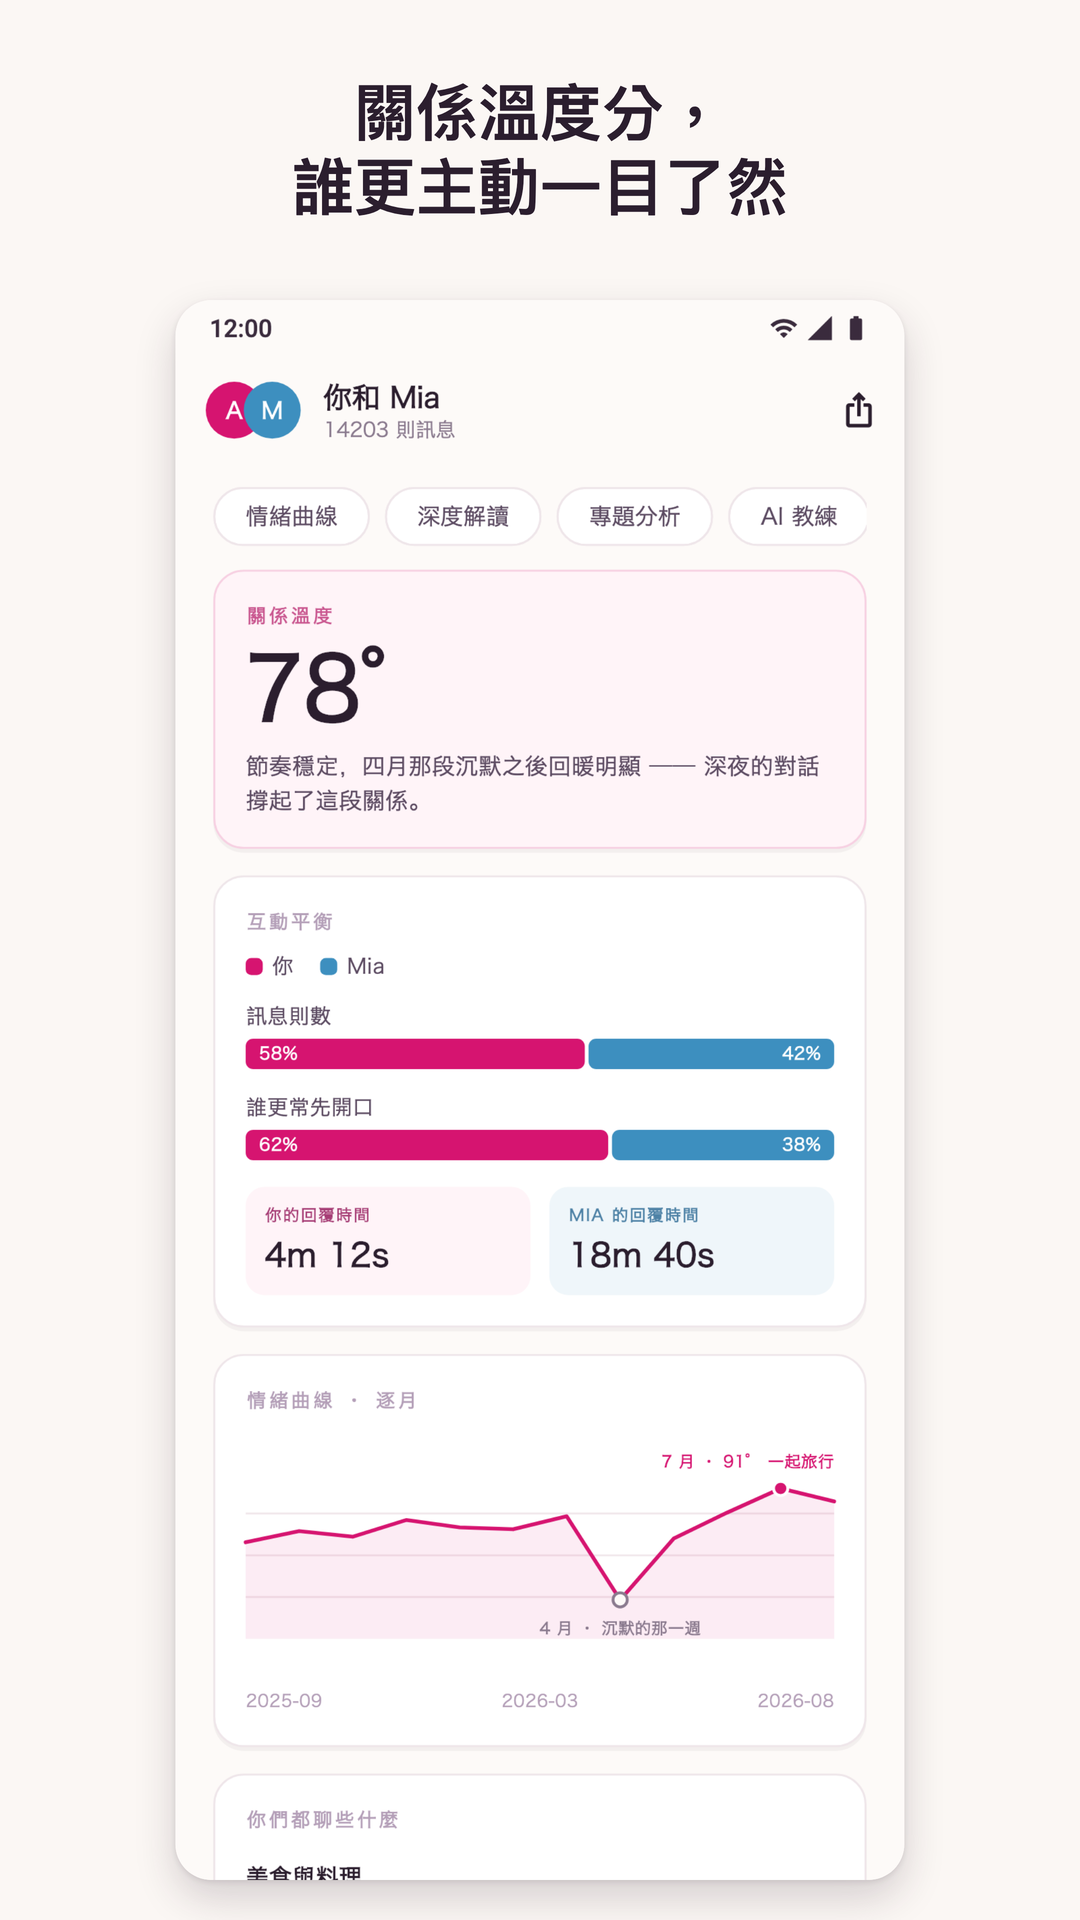 關係溫度分，
誰更主動一目了然
12:00
A M
你和 Mia
14203 則訊息
情緒曲線 深度解讀 專題分析 AI 教練
關係溫度
78°
節奏穩定，四月那段沉默之後回暖明顯 —— 深夜的對話
撐起了這段關係。
互動平衡
你 Mia
訊息則數
58% 42%
誰更常先開口
62% 38%
你的回覆時間 MIA 的回覆時間
4m 12s 18m 40s
情緒曲線 · 逐月
7 月 · 91° 一起旅行
4 月 · 沉默的那一週
2025-09 2026-03 2026-08
你們都聊些什麼
美食與料理